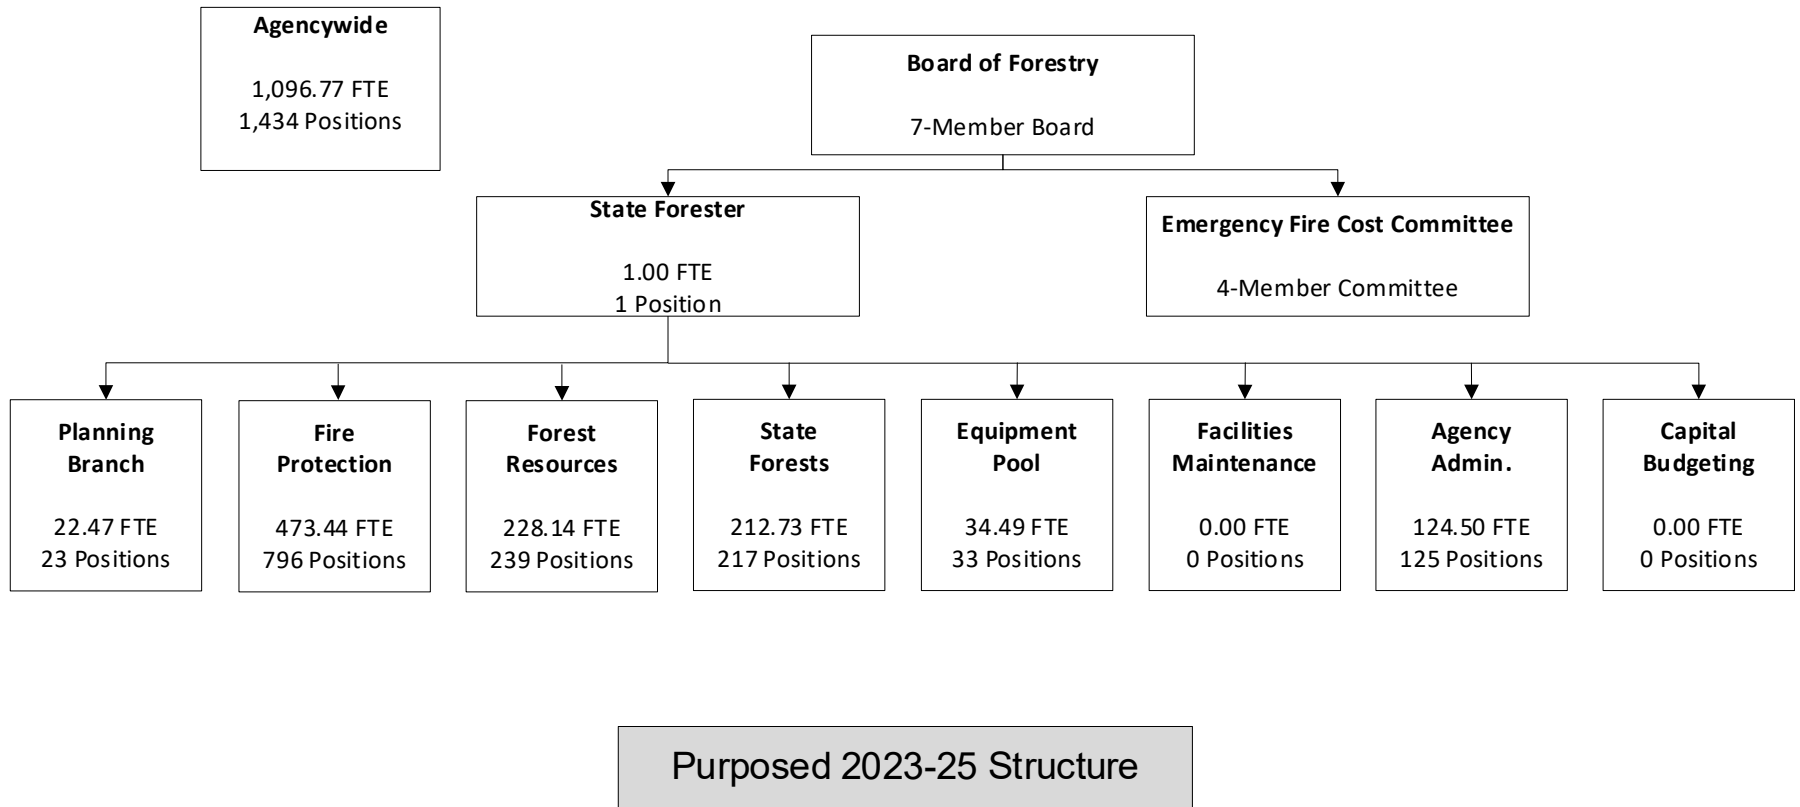 Agencywide
1,096.77 FTE
1,434 Positions
Board of Forestry
7-Member Board
State Forester
1.00 FTE
1 Position
Emergency Fire Cost Committee
4-Member Committee
Planning
Branch
22.47 FTE
23 Positions
Fire
Protection
473.44 FTE
796 Positions
Forest
Resources
228.14 FTE
239 Positions
State
Forests
212.73 FTE
217 Positions
Equipment
Pool
34.49 FTE
33 Positions
Facilities
Maintenance
0.00 FTE
0 Positions
Agency
Admin.
124.50 FTE
125 Positions
Capital
Budgeting
0.00 FTE
0 Positions
Purposed 2023-25 Structure